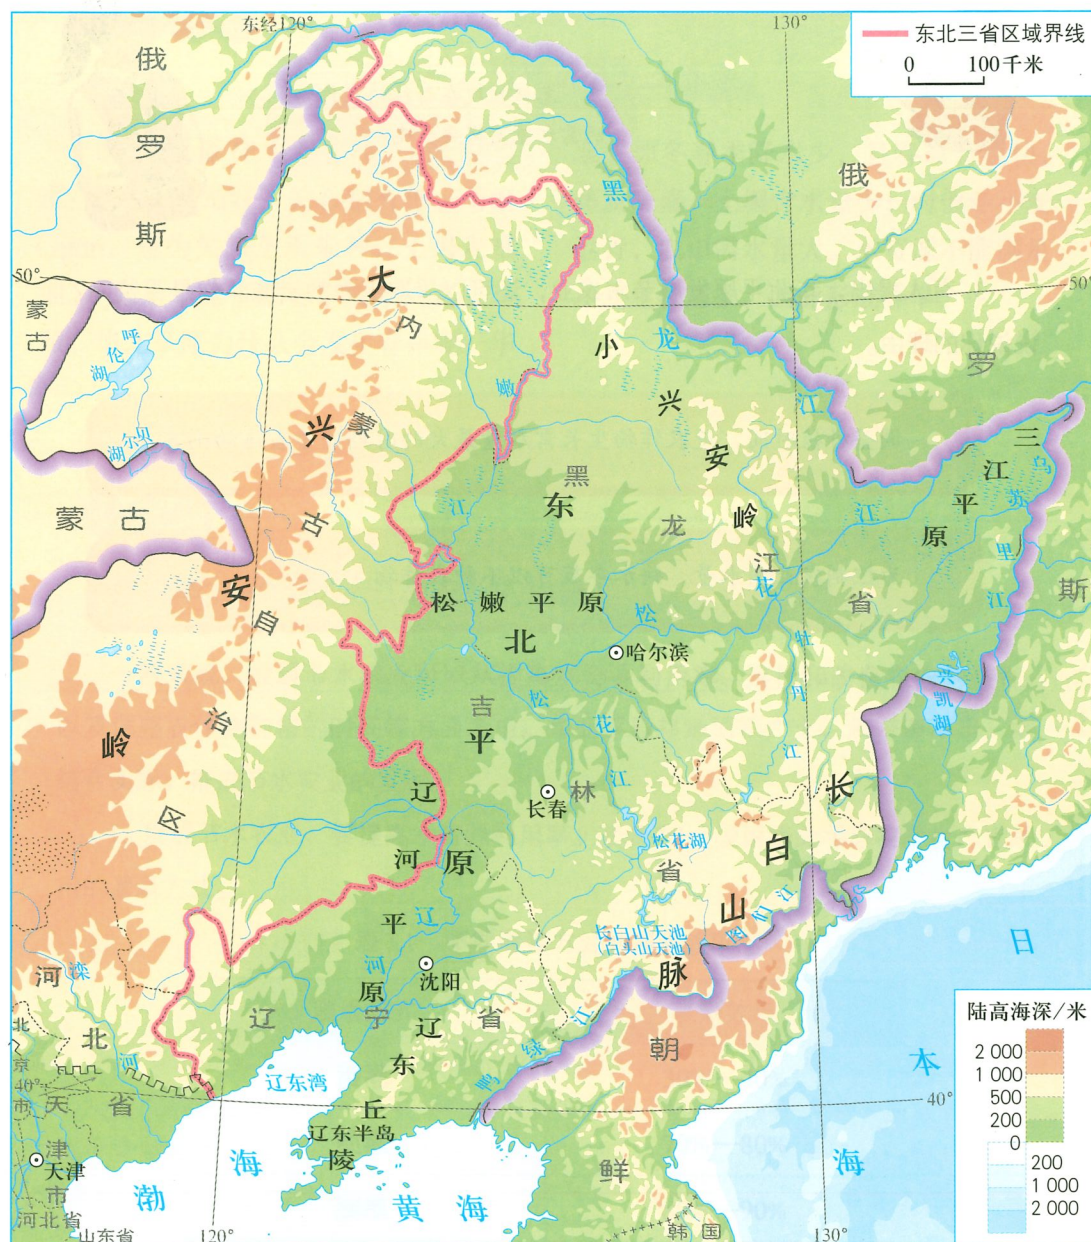 东经120°
130°
东北三省区域界线
0 100千米
俄罗斯
俄罗斯
50°
50°
蒙古
蒙古
呼伦湖
贝尔湖
黑龙江
大兴安岭
内蒙古自治区
小兴安岭
嫩江
黑龙江省
东北平原
三江平原
乌苏里江
松嫩平原
松花江
哈尔滨
牡丹江
兴凯湖
吉林省
松花江
长春
松花湖
长白山脉
长白山天池
(白头山天池)
图们江
辽河平原
辽河
沈阳
辽宁省
辽东丘陵
鸭绿江
朝鲜
日本海
河北省
滦河
北京市
40°
40°
天津市
天津
河北省
山东省
辽东湾
辽东半岛
渤海
黄海
韩国
120°
130°
陆高海深/米
2 000
1 000
500
200
0
200
1 000
2 000